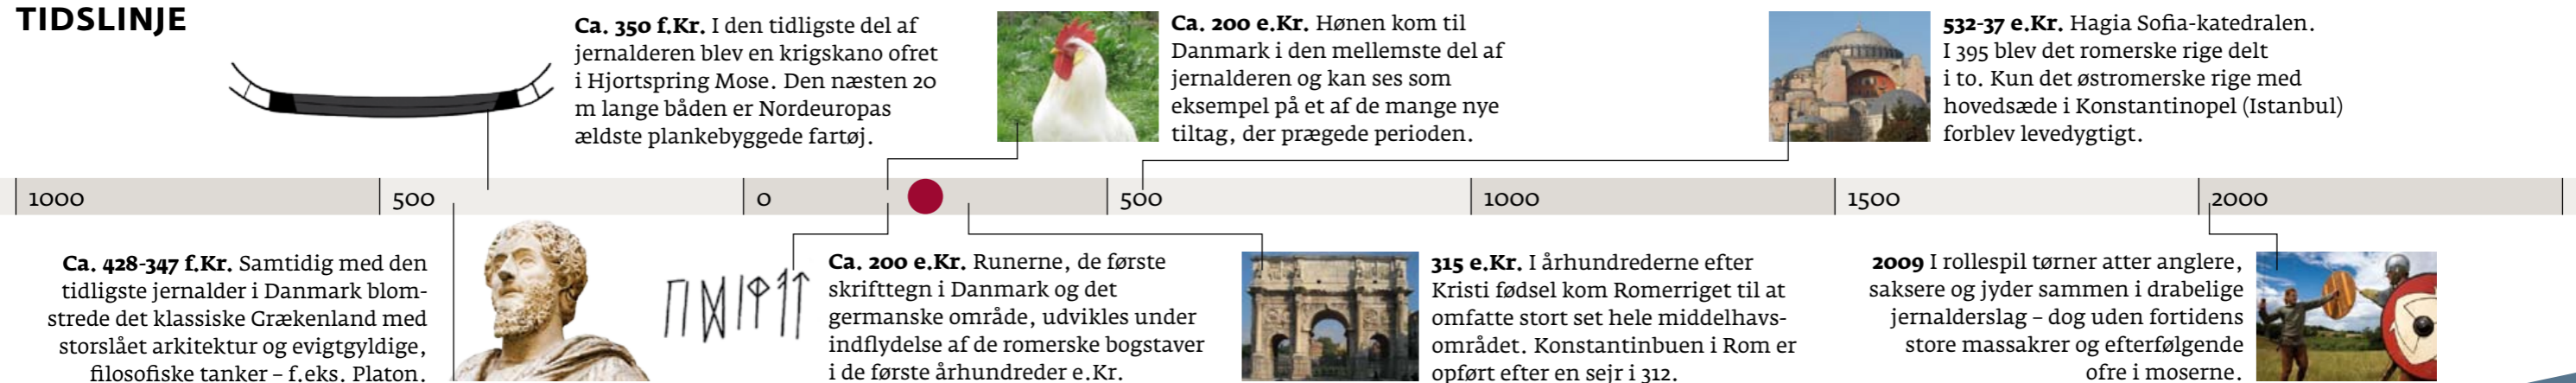 TIDSLINJE
Ca. 350 f.Kr. I den tidligste del af
jernalderen blev en krigskano ofret
i Hjortspring Mose. Den næsten 20
m lange båden er Nordeuropas
ældste plankebyggede fartøj.
Ca. 200 e.Kr. Hønen kom til
Danmark i den mellemste del af
jernalderen og kan ses som
eksempel på et af de mange nye
tiltag, der prægede perioden.
532-37 e.Kr. Hagia Sofia-katedralen.
I 395 blev det romerske rige delt
i to. Kun det østromerske rige med
hovedsæde i Konstantinopel (Istanbul)
forblev levedygtigt.
1000 500 0 500 1000 1500 2000
Ca. 428-347 f.Kr. Samtidig med den
tidligste jernalder i Danmark blom-
strede det klassiske Grækenland med
storslået arkitektur og evigtgyldige,
filosofiske tanker – f.eks. Platon.
Ca. 200 e.Kr. Runerne, de første
skrifttegn i Danmark og det
germanske område, udvikles under
indflydelse af de romerske bogstaver
i de første århundreder e.Kr.
315 e.Kr. I århundrederne efter
Kristi fødsel kom Romerriget til at
omfatte stort set hele middelhavs-
området. Konstantinbuen i Rom er
opført efter en sejr i 312.
2009 I rollespil tørner atter anglere,
saksere og jyder sammen i drabelige
jernalderslag – dog uden fortidens
store massakrer og efterfølgende
ofre i moserne.